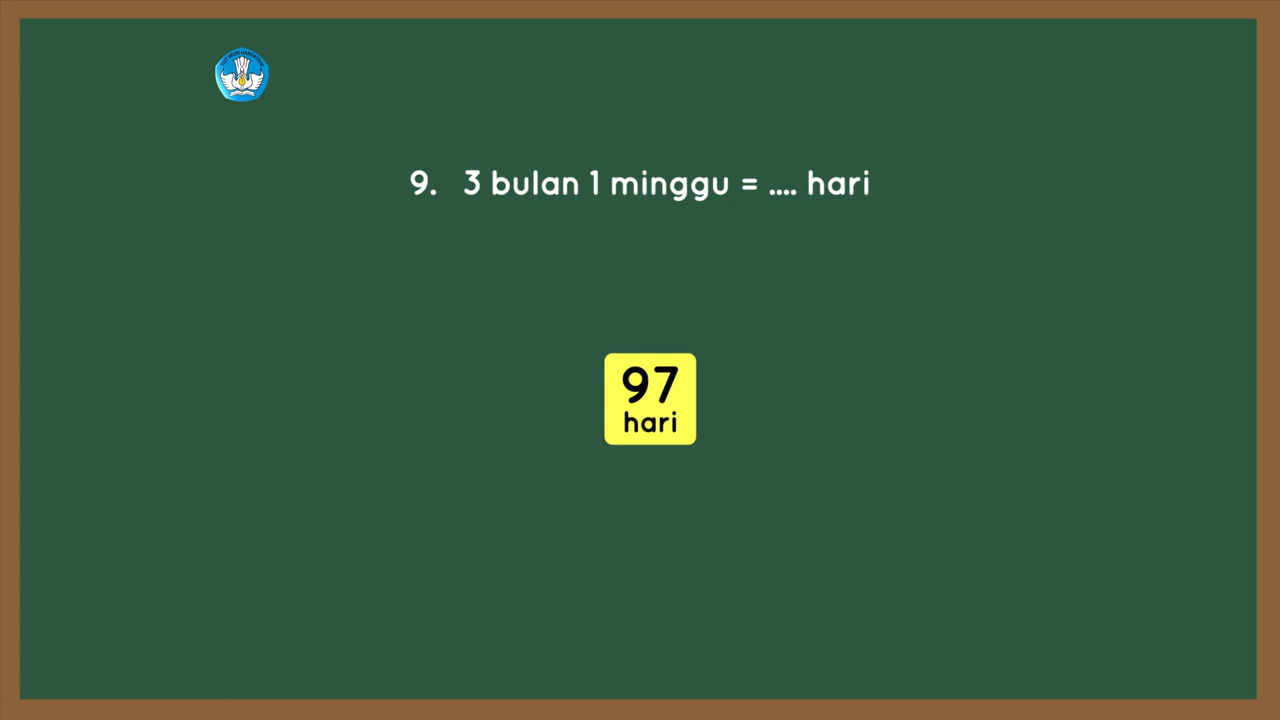 9. 3 bulan 1 minggu = .... hari
97
hari